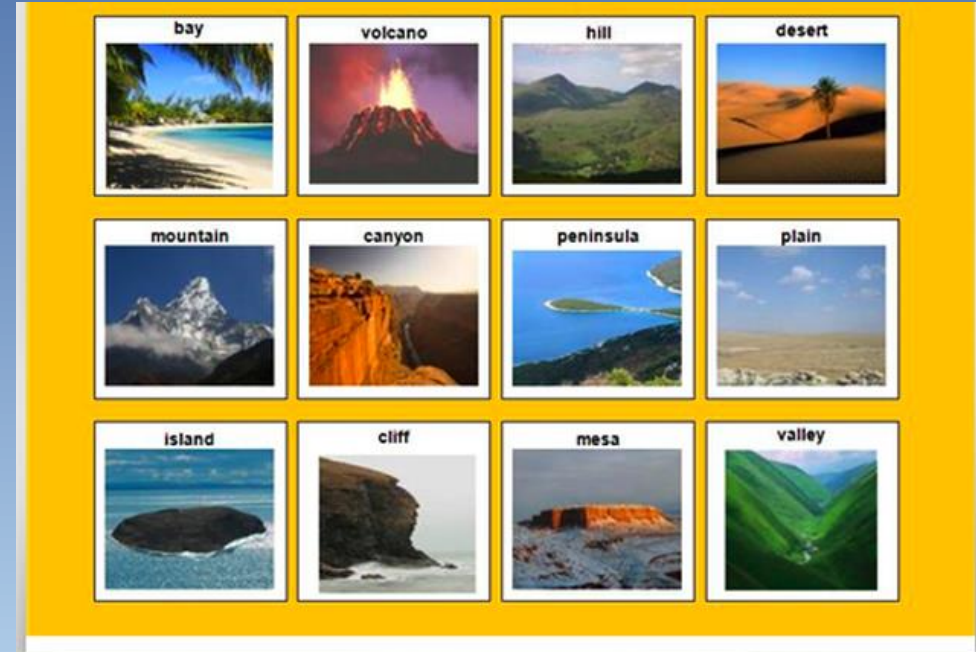 bay
volcano
hill
desert
mountain
canyon
peninsula
plain
island
cliff
mesa
valley